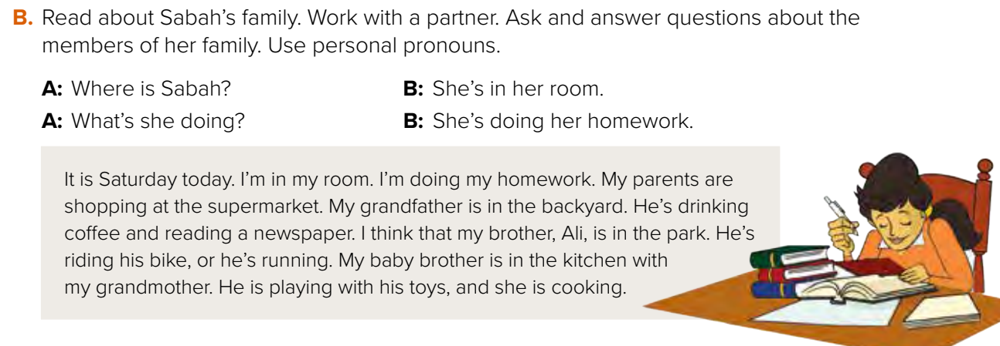 B. Read about Sabah’s family. Work with a partner. Ask and answer questions about the
members of her family. Use personal pronouns.
A: Where is Sabah? B: She’s in her room.
A: What’s she doing? B: She’s doing her homework.
It is Saturday today. I’m in my room. I’m doing my homework. My parents are
shopping at the supermarket. My grandfather is in the backyard. He’s drinking
coffee and reading a newspaper. I think that my brother, Ali, is in the park. He’s
riding his bike, or he’s running. My baby brother is in the kitchen with
my grandmother. He is playing with his toys, and she is cooking.